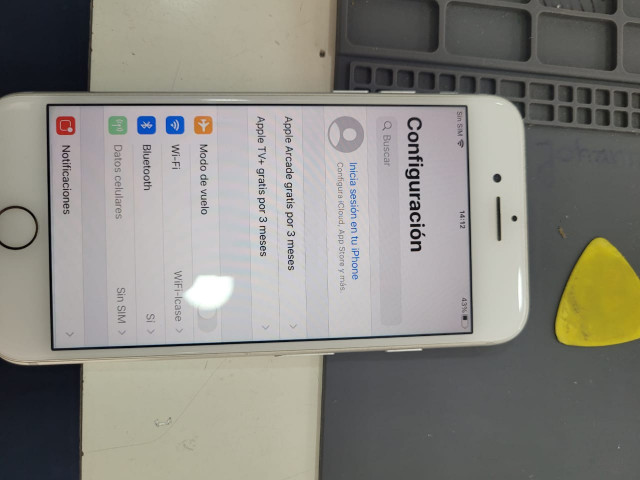 Sin SIM
14:12
43%
Configuración
Buscar
Inicia sesión en tu iPhone
Configura iCloud, App Store y más.
Apple Arcade gratis por 3 meses
Apple TV+ gratis por 3 meses
Modo de vuelo
Wi-Fi WiFi-Icase
Bluetooth Sí
Datos celulares Sin SIM
Notificaciones